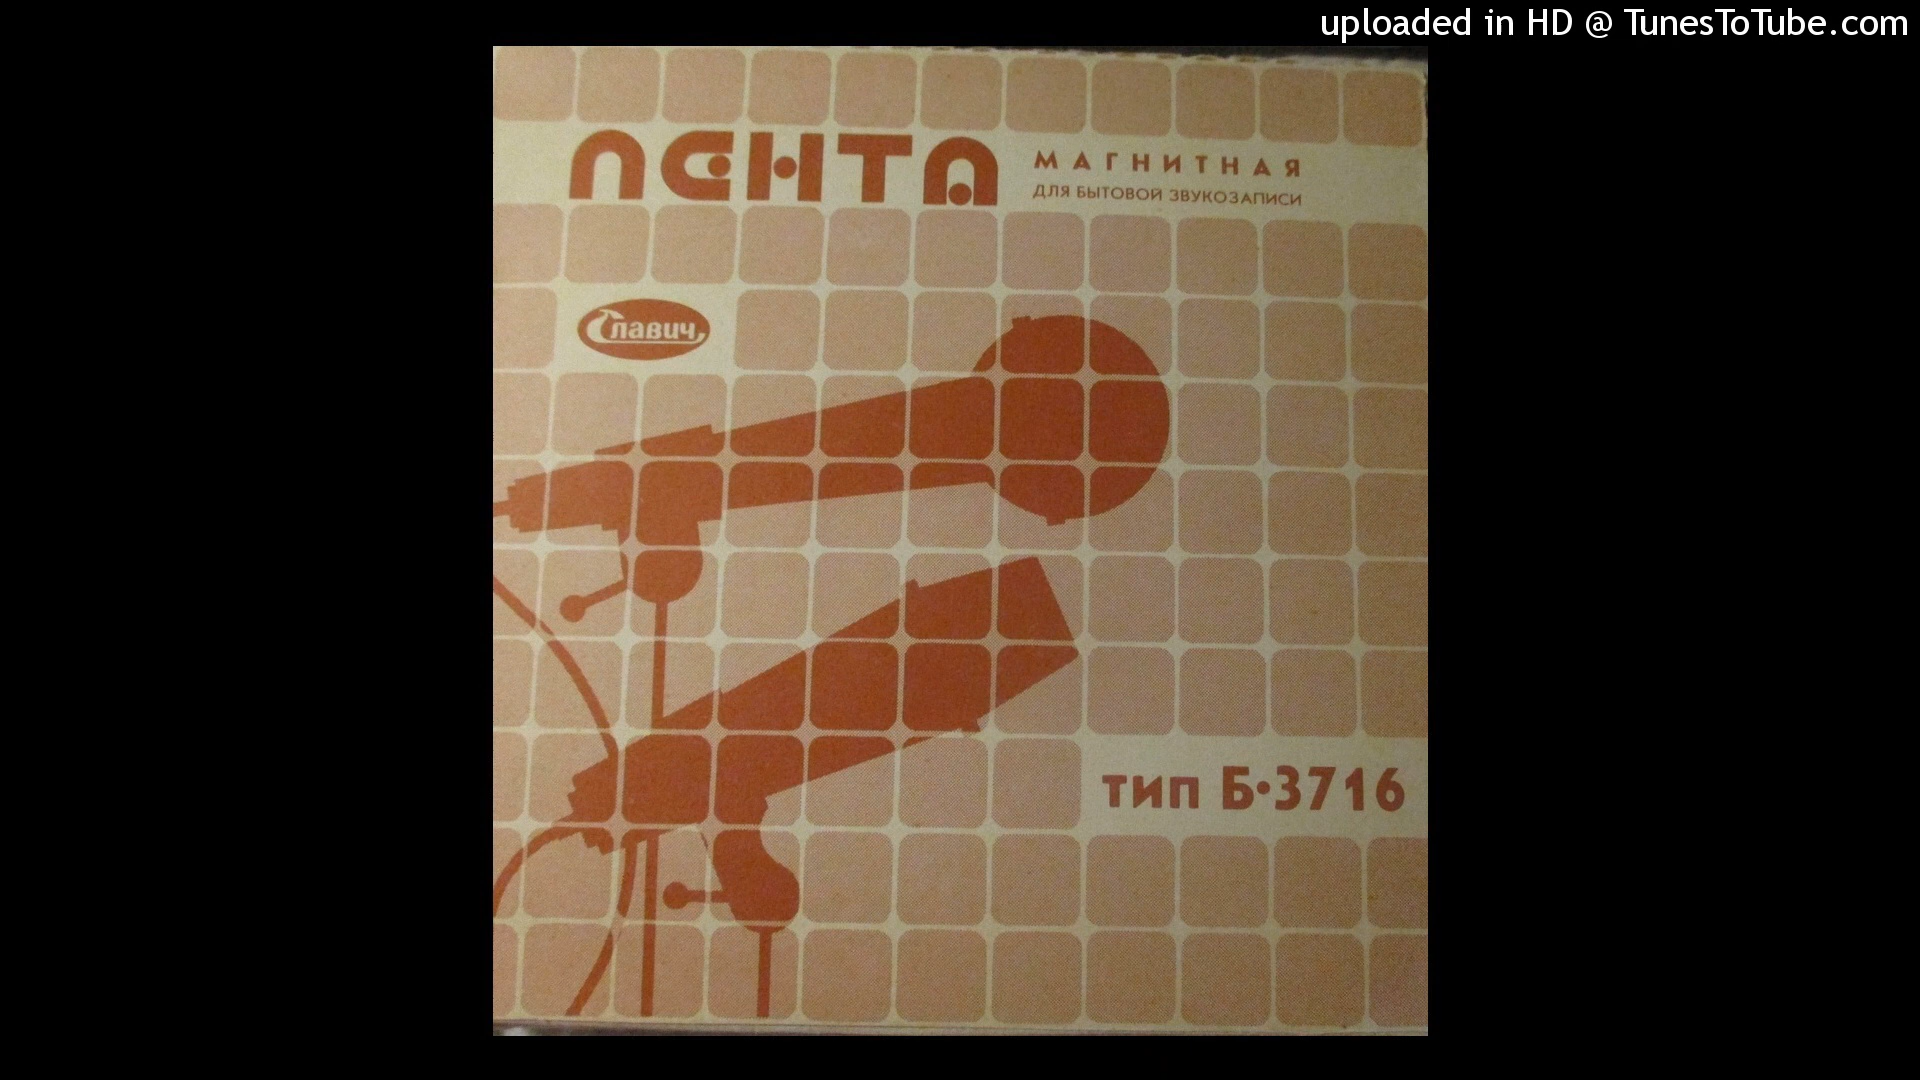 uploaded in HD @ TunesToTube.com
ЛЕНТА
МАГНИТНАЯ
ДЛЯ БЫТОВОЙ ЗВУКОЗАПИСИ
Славич
тип Б·3716